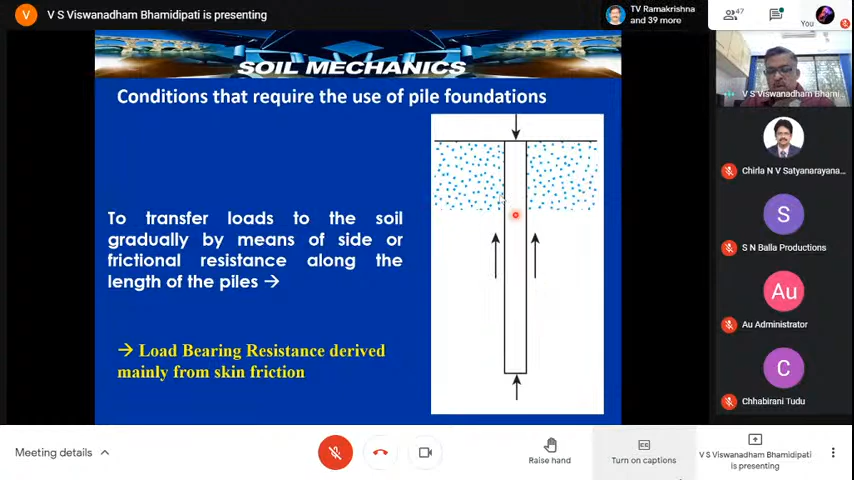 V V S Viswanadham Bhamidipati is presenting
TV Ramakrishna
and 39 more
47
You
SOIL MECHANICS
Conditions that require the use of pile foundations
To transfer loads to the soil
gradually by means of side or
frictional resistance along the
length of the piles →
→ Load Bearing Resistance derived
mainly from skin friction
V S Viswanadham Bhami...
Chirla N V Satyanarayana...
S
S N Balla Productions
Au
Au Administrator
C
Chhabirani Tudu
Meeting details
Raise hand
Turn on captions
V S Viswanadham Bhamidipati
is presenting